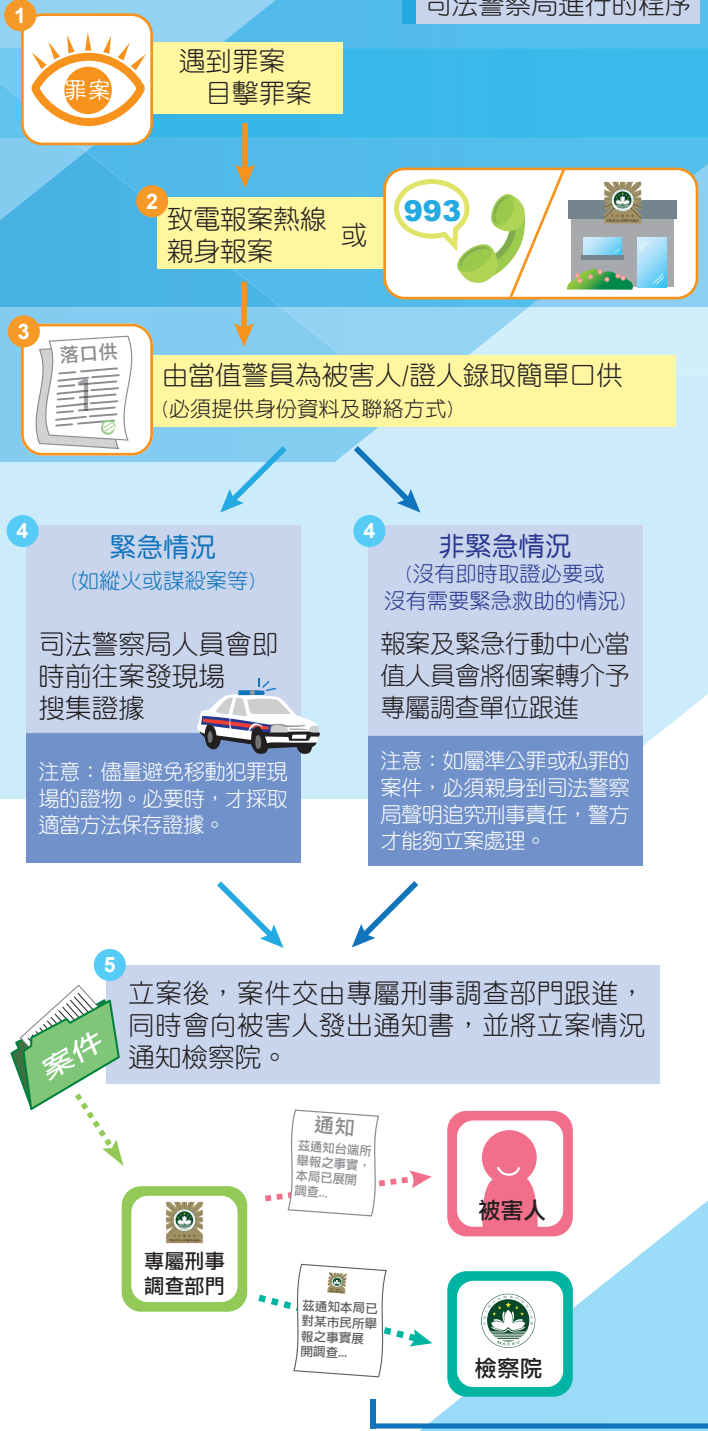 司法警察局進行的程序
1
罪案
遇到罪案
目擊罪案
2
致電報案熱線
親身報案
或
993
3
落口供
1
由當值警員為被害人/證人錄取簡單口供
(必須提供身份資料及聯絡方式)
4
緊急情況
(如縱火或謀殺案等)
司法警察局人員會即
時前往案發現場
搜集證據
注意：儘量避免移動犯罪現
場的證物。必要時，才採取
適當方法保存證據。
4
非緊急情況
(沒有即時取證必要或
沒有需要緊急救助的情況)
報案及緊急行動中心當
值人員會將個案轉介予
專屬調查單位跟進
注意：如屬準公罪或私罪的
案件，必須親身到司法警察
局聲明追究刑事責任，警方
才能夠立案處理。
5
案件
立案後，案件交由專屬刑事調查部門跟進，
同時會向被害人發出通知書，並將立案情況
通知檢察院。
通知
茲通知台端所
舉報之事實，
本局已展開
調查...
被害人
專屬刑事
調查部門
茲通知本局已
對某市民所舉
報之事實展
開調查...
MACAU
檢察院